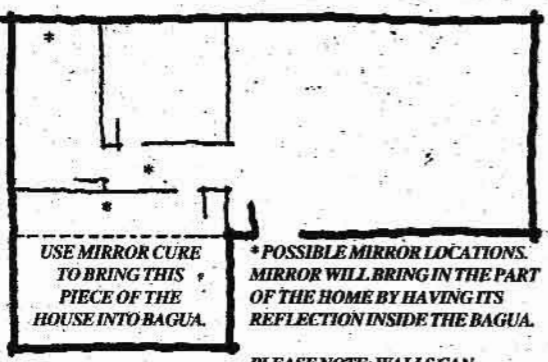 *
*
*
USE MIRROR CURE
TO BRING THIS
PIECE OF THE
HOUSE INTO BAGUA.
* POSSIBLE MIRROR LOCATIONS.
MIRROR WILL BRING IN THE PART
OF THE HOME BY HAVING ITS
REFLECTION INSIDE THE BAGUA.
PLEASE NOTE: WALLS CAN